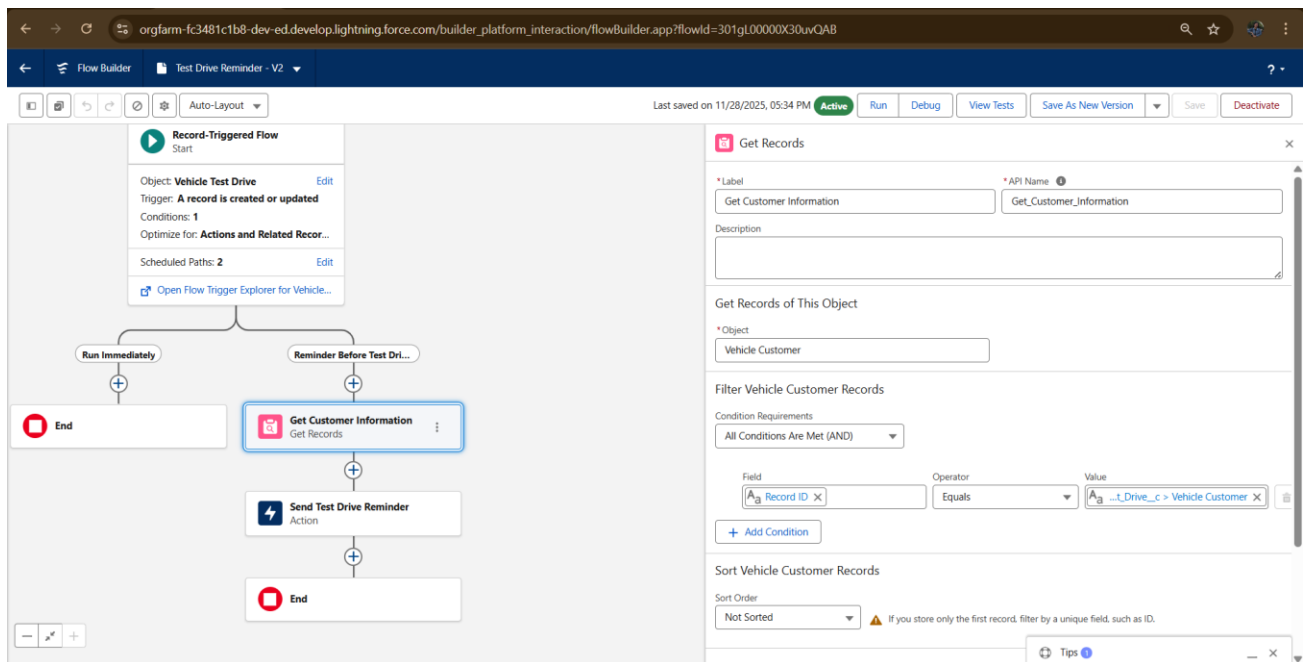 orgfarm-fc3481c1b8-dev-ed.develop.lightning.force.com/builder_platform_interaction/flowBuilder.app?flowId=301gL00000X30uvQAB
Flow Builder Test Drive Reminder - V2 ?
Auto-Layout Last saved on 11/28/2025, 05:34 PM Active Run Debug View Tests Save As New Version Save Deactivate
Record-Triggered Flow
Start
Object: Vehicle Test Drive Edit
Trigger: A record is created or updated
Conditions: 1
Optimize for: Actions and Related Recor...
Scheduled Paths: 2 Edit
Open Flow Trigger Explorer for Vehicle...
Run Immediately
Reminder Before Test Dri...
End
Get Customer Information
Get Records
Send Test Drive Reminder
Action
End
Get Records
*Label *API Name
Get Customer Information Get_Customer_Information
Description
Get Records of This Object
*Object
Vehicle Customer
Filter Vehicle Customer Records
Condition Requirements
All Conditions Are Met (AND)
Field Operator Value
Aa Record ID Equals Aa ...t_Drive__c > Vehicle Customer
+ Add Condition
Sort Vehicle Customer Records
Sort Order
Not Sorted If you store only the first record, filter by a unique field, such as ID.
Tips 1